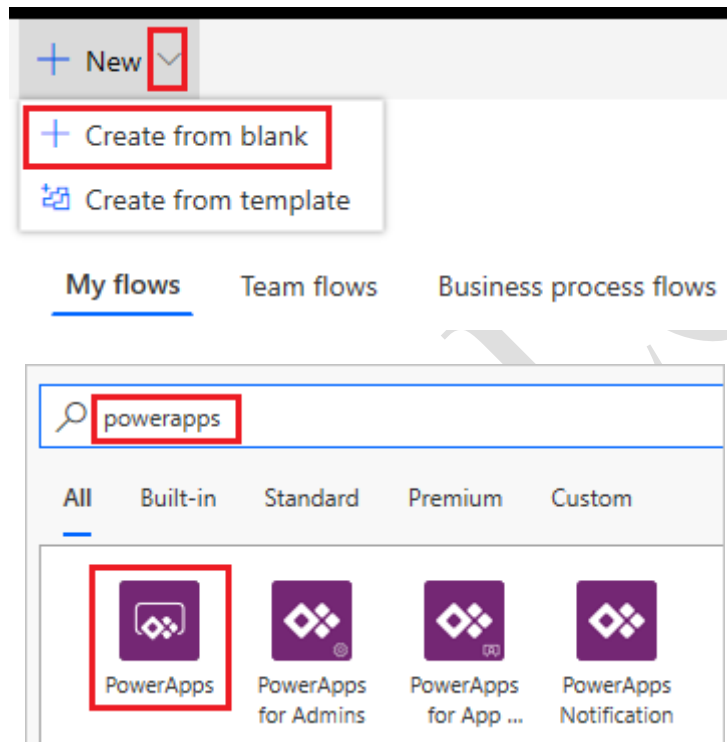 New
Create from blank
Create from template
My flows Team flows Business process flows
powerapps
All Built-in Standard Premium Custom
PowerApps PowerApps PowerApps PowerApps
for Admins for App ... Notification